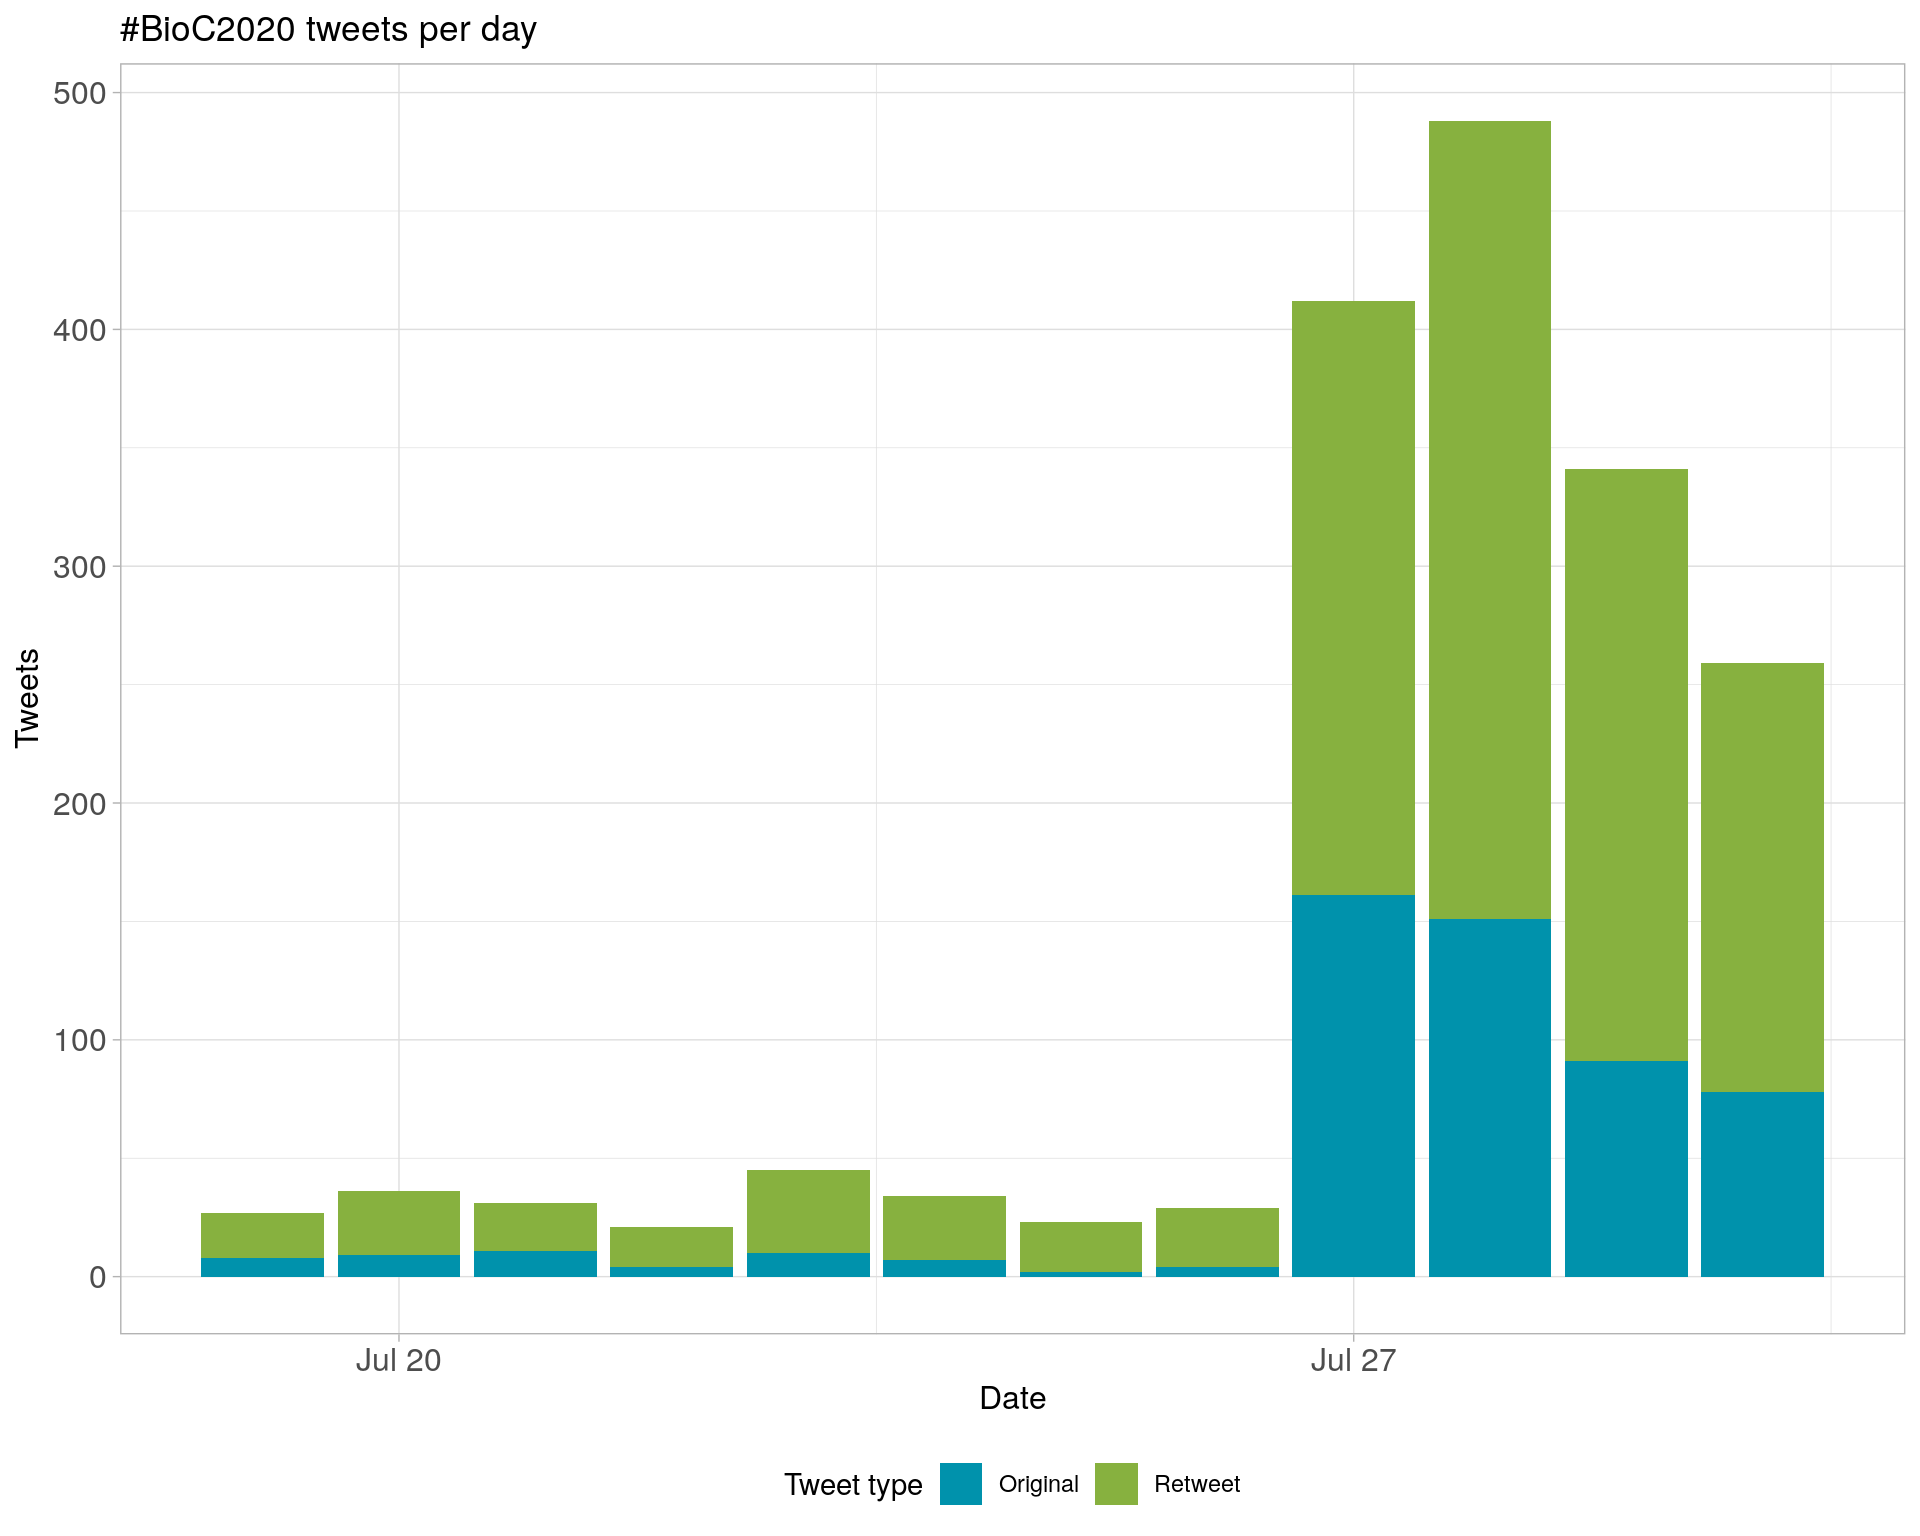 #BioC2020 tweets per day
500
400
300
200
100
0
Tweets
Jul 20 Jul 27
Date
Tweet type Original Retweet